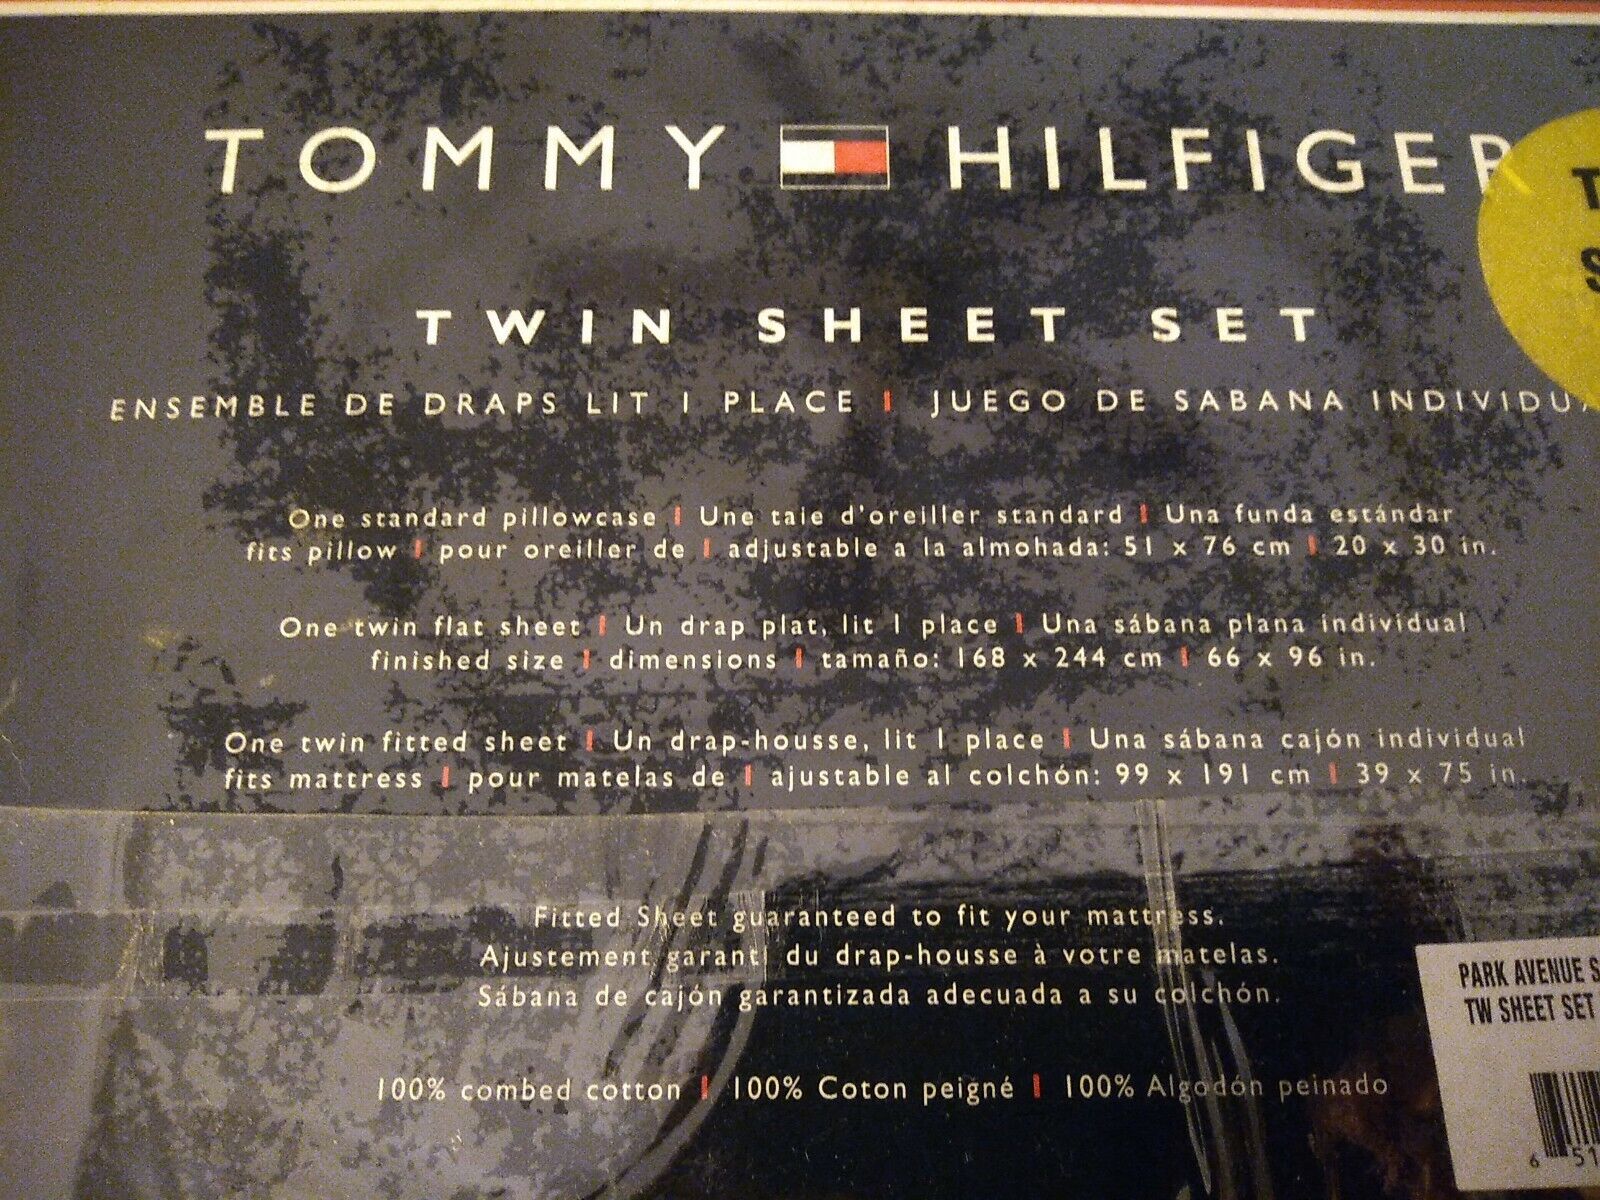 TOMMY HILFIGER
TWIN SHEET SET
ENSEMBLE DE DRAPS LIT 1 PLACE | JUEGO DE SABANA
One standard pillowcase | Une taie d'oreiller standard | Una funda estándar
fits pillow | pour oreiller de | adjustable a la almohada: 51 x 76 cm | 20 x 30 in.
One twin flat sheet | Un drap plat, lit 1 place | Una sábana plana individual
finished size | dimensions | tamaño: 168 x 244 cm | 66 x 96 in.
One twin fitted sheet | Un drap-housse, lit 1 place | Una sábana cajón individual
fits mattress | pour matelas de | ajustable al colchón: 99 x 191 cm | 39 x 75 in.
Fitted Sheet guaranteed to fit your mattress.
Ajustement garanti du drap-housse à votre matelas.
Sábana de cajón garantizada adecuada a su colchón.
100% combed cotton | 100% Coton peigné | 100% Algodón peinado
PARK AVENUE S
TW SHEET SET
6 51